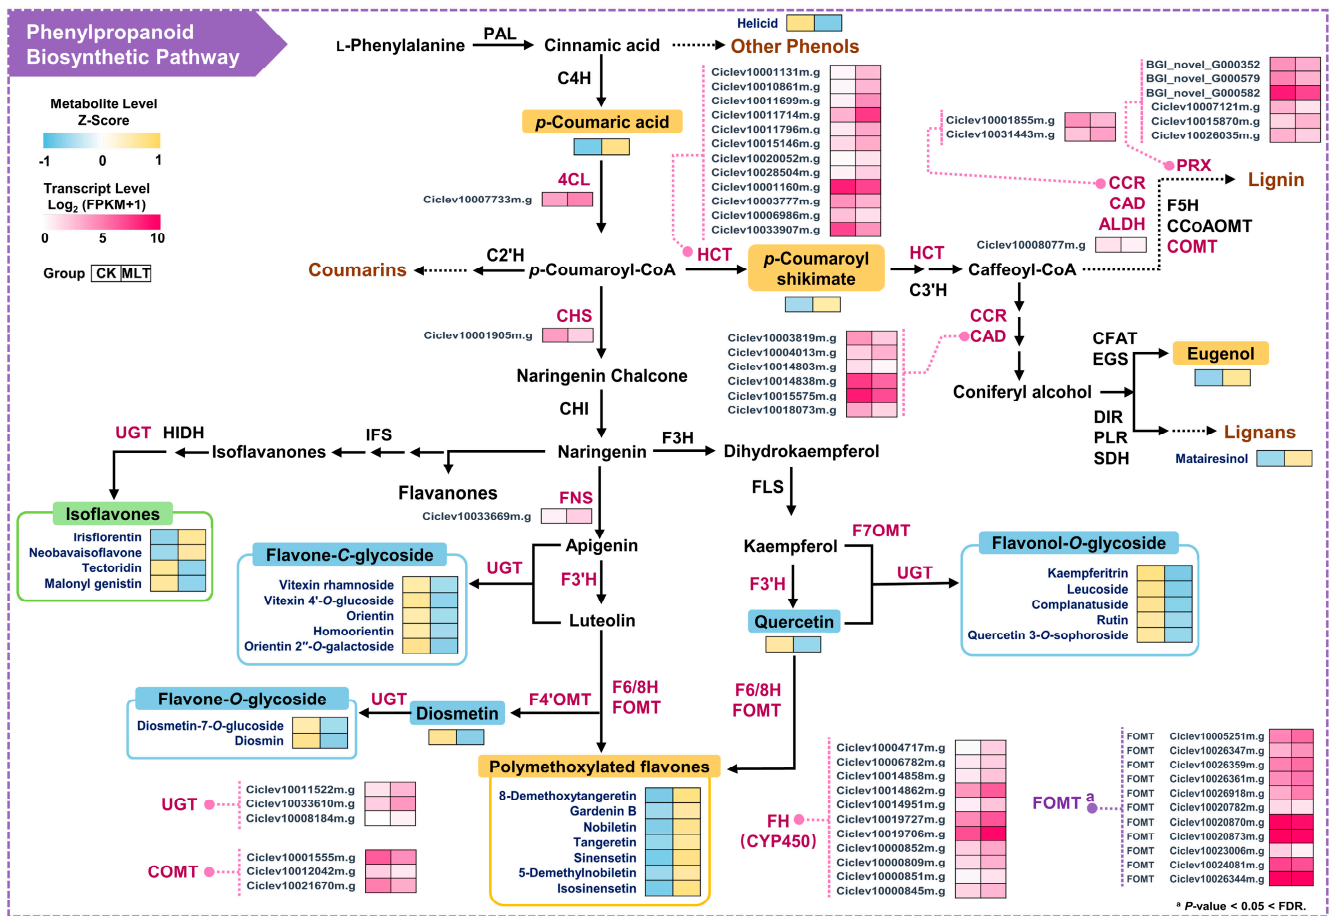 Phenylpropanoid
Biosynthetic Pathway
Metabolite Level
Z-Score
-1 0 1
Transcript Level
Log2 (FPKM+1)
0 5 10
Group CK MLT
L-Phenylalanine PAL Cinnamic acid Other Phenols
Helicid
C4H
p-Coumaric acid
4CL
Ciclev10007733m.g
Ciclev10001131m.g
Ciclev10010861m.g
Ciclev10011699m.g
Ciclev10011714m.g
Ciclev10011796m.g
Ciclev10015146m.g
Ciclev10020052m.g
Ciclev10028504m.g
Ciclev10001160m.g
Ciclev10003777m.g
Ciclev10006986m.g
Ciclev10033907m.g
Ciclev10001855m.g
Ciclev10031443m.g
BGI_novel_G000352
BGI_novel_G000579
BGI_novel_G000582
Ciclev10007121m.g
Ciclev10015870m.g
Ciclev10026035m.g
PRX
CCR
CAD
ALDH
Ciclev10008077m.g
Lignin
F5H
CCOAOMT
COMT
Coumarins C2'H p-Coumaroyl-CoA HCT
p-Coumaroyl
shikimate
HCT
C3'H
Caffeoyl-CoA
CHS
Ciclev10001905m.g
Ciclev10003819m.g
Ciclev10004013m.g
Ciclev10014803m.g
Ciclev10014838m.g
Ciclev10015575m.g
Ciclev10018073m.g
CCR
CAD
Coniferyl alcohol
CFAT
EGS
Eugenol
DIR
PLR
SDH
Lignans
Matairesinol
Naringenin Chalcone
CHI
UGT HIDH Isoflavanones IFS Naringenin F3H Dihydrokaempferol
Flavanones
FNS
Ciclev10033669m.g
FLS
Isoflavones
Irisflorentin
Neobavaisoflavone
Tectoridin
Malonyl genistin
Flavone-C-glycoside
Vitexin rhamnoside
Vitexin 4'-O-glucoside
Orientin
Homoorientin
Orientin 2"-O-galactoside
UGT
Apigenin
F3'H
Luteolin
Kaempferol
F3'H
Quercetin
F7OMT
UGT
Flavonol-O-glycoside
Kaempferitrin
Leucoside
Complanatuside
Rutin
Quercetin 3-O-sophoroside
Flavone-O-glycoside
Diosmetin-7-O-glucoside
Diosmin
UGT
Diosmetin
F4'OMT
F6/8H
FOMT
F6/8H
FOMT
Polymethoxylated flavones
8-Demethoxytangeretin
Gardenin B
Nobiletin
Tangeretin
Sinensetin
5-Demethylnobiletin
Isosinensetin
UGT
Ciclev10011522m.g
Ciclev10033610m.g
Ciclev10008184m.g
COMT
Ciclev10001555m.g
Ciclev10012042m.g
Ciclev10021670m.g
FH
(CYP450)
Ciclev10004717m.g
Ciclev10006782m.g
Ciclev10014858m.g
Ciclev10014862m.g
Ciclev10014951m.g
Ciclev10019727m.g
Ciclev10019706m.g
Ciclev10000852m.g
Ciclev10000809m.g
Ciclev10000851m.g
Ciclev10000845m.g
FOMT a
FOMT Ciclev10005251m.g
FOMT Ciclev10026347m.g
FOMT Ciclev10026359m.g
FOMT Ciclev10026361m.g
FOMT Ciclev10026918m.g
FOMT Ciclev10020782m.g
FOMT Ciclev10020870m.g
FOMT Ciclev10020873m.g
FOMT Ciclev10023006m.g
FOMT Ciclev10024081m.g
FOMT Ciclev10026344m.g
a P-value < 0.05 < FDR.